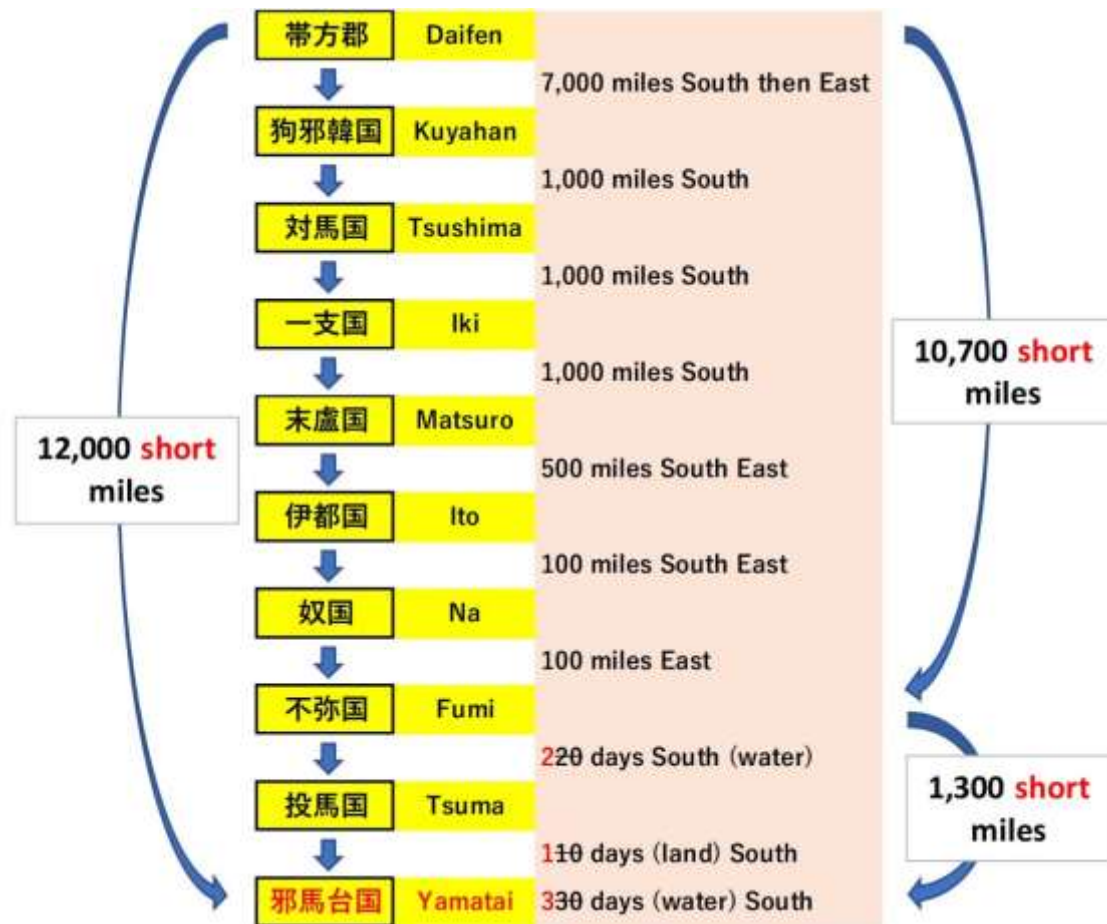 帯方郡 Daifen
7,000 miles South then East
狗邪韓国 Kuyahan
1,000 miles South
対馬国 Tsushima
1,000 miles South
一支国 Iki
1,000 miles South
末盧国 Matsuro
500 miles South East
伊都国 Ito
100 miles South East
奴国 Na
100 miles East
不弥国 Fumi
220 days South (water)
投馬国 Tsuma
110 days (land) South
邪馬台国 Yamatai 330 days (water) South
12,000 short
miles
10,700 short
miles
1,300 short
miles